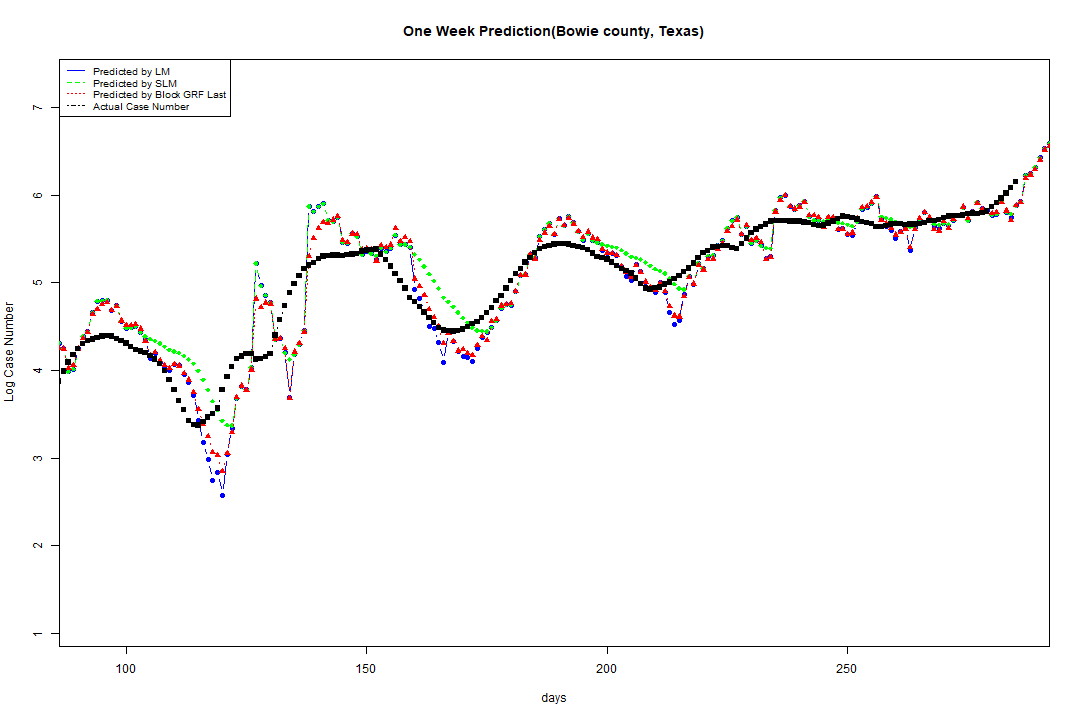 One Week Prediction(Bowie county, Texas)
Predicted by LM
Predicted by SLM
Predicted by Block GRF Last
Actual Case Number
7
6
5
4
3
2
1
Log Case Number
100 150 200 250
days